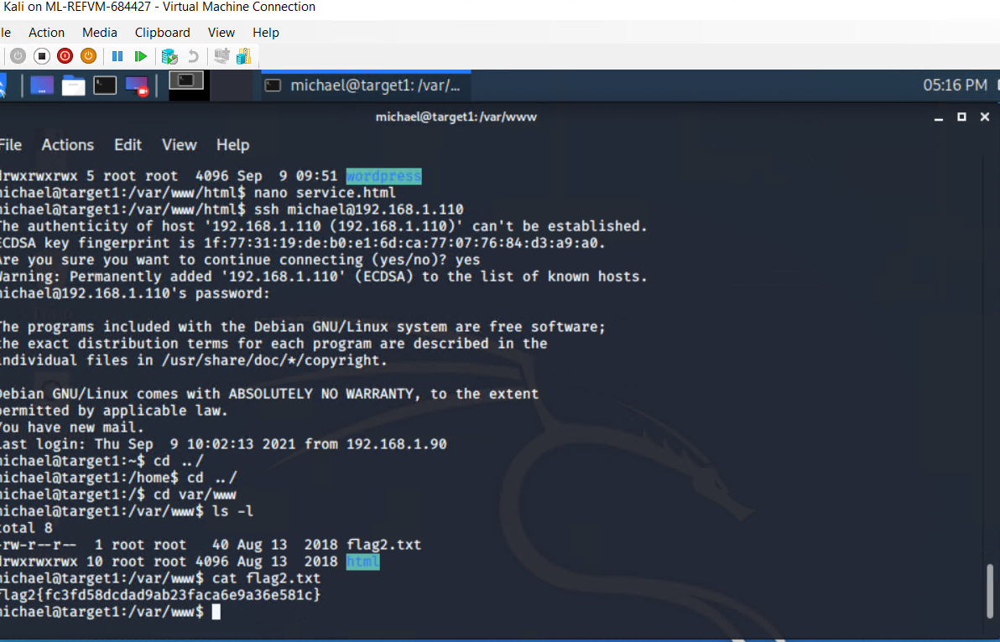 Kali on ML-REFVM-684427 - Virtual Machine Connection
le Action Media Clipboard View Help
michael@target1: /var/... 05:16 PM
michael@target1: /var/www
File Actions Edit View Help
drwxrwxrwx 5 root root 4096 Sep 9 09:51 wordpress
michael@target1:/var/www/html$ nano service.html
michael@target1:/var/www/html$ ssh michael@192.168.1.110
The authenticity of host '192.168.1.110 (192.168.1.110)' can't be established.
ECDSA key fingerprint is 1f:77:31:19:de:b0:e1:6d:ca:77:07:76:84:d3:a9:a0.
Are you sure you want to continue connecting (yes/no)? yes
Warning: Permanently added '192.168.1.110' (ECDSA) to the list of known hosts.
michael@192.168.1.110's password:
The programs included with the Debian GNU/Linux system are free software;
the exact distribution terms for each program are described in the
individual files in /usr/share/doc/*/copyright.
Debian GNU/Linux comes with ABSOLUTELY NO WARRANTY, to the extent
permitted by applicable law.
You have new mail.
Last login: Thu Sep 9 10:02:13 2021 from 192.168.1.90
michael@target1:~$ cd ../
michael@target1:/home$ cd ../
michael@target1:/$ cd var/www
michael@target1:/var/www$ ls -l
total 8
-rw-r--r-- 1 root root 40 Aug 13 2018 flag2.txt
drwxrwxrwx 10 root root 4096 Aug 13 2018 html
michael@target1:/var/www$ cat flag2.txt
flag2{fc3fd58dcdad9ab23faca6e9a36e581c}
michael@target1:/var/www$